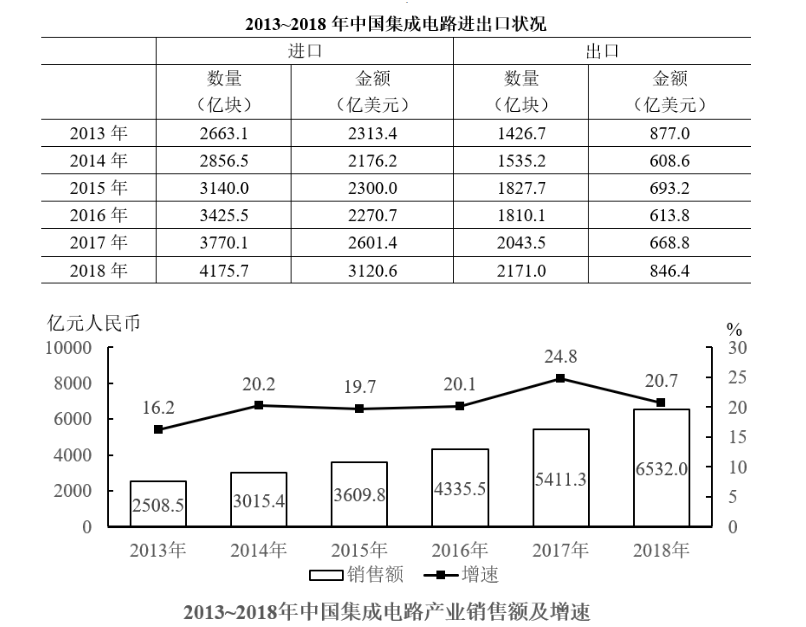 2013~2018 年中国集成电路进出口状况
进口 出口
数量 金额 数量 金额
（亿块） （亿美元） （亿块） （亿美元）
2013 年 2663.1 2313.4 1426.7 877.0
2014 年 2856.5 2176.2 1535.2 608.6
2015 年 3140.0 2300.0 1827.7 693.2
2016 年 3425.5 2270.7 1810.1 613.8
2017 年 3770.1 2601.4 2043.5 668.8
2018 年 4175.7 3120.6 2171.0 846.4
亿元人民币 %
10000 30
24.8
8000 20.2 19.7 20.1 20.7 25
16.2
6000 20
15
4000 10
2000 5
2508.5 3015.4 3609.8 4335.5 5411.3 6532.0
0 0
2013年 2014年 2015年 2016年 2017年 2018年
销售额 增速
2013~2018年中国集成电路产业销售额及增速